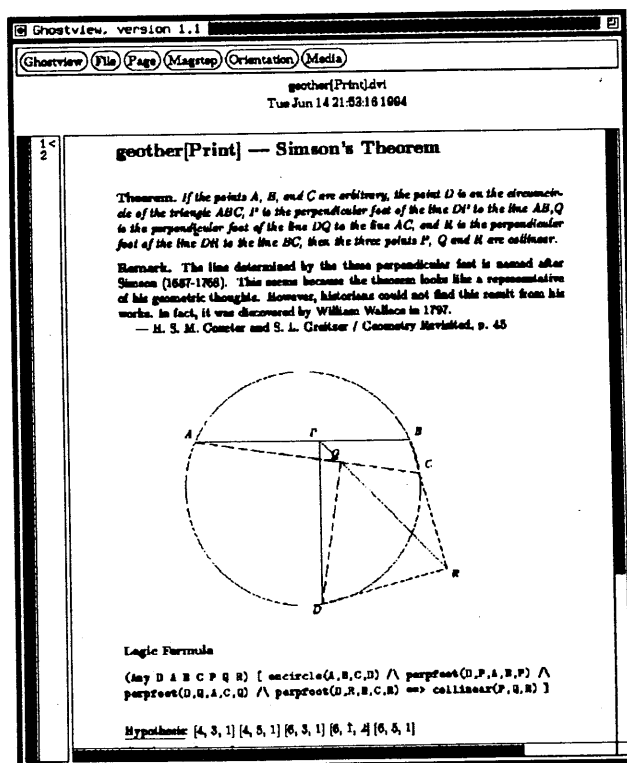 Ghostview, version 1.1
Ghostview File Page Magstep Orientation Media
geother[Print].dvi
Tue Jun 14 21:53:16 1994
1<
2
geother[Print] — Simson's Theorem
Theorem. If the points A, B, and C are arbitrary, the point D is on the circumcir-
cle of the triangle ABC, P is the perpendicular foot of the line DP to the line AB, Q
is the perpendicular foot of the line DQ to the line AC, and R is the perpendicular
foot of the line DR to the line BC, then the three points P, Q and R are collinear.
Remark. The line determined by the three perpendicular feet is named after
Simson (1687-1768). This seems because the theorem looks like a representative
of his geometric thoughts. However, historians could not find this result from his
works. In fact, it was discovered by William Wallace in 1797.
— H. S. M. Coxeter and S. L. Greitzer / Geometry Revisited, p. 45
A P B
Q C
R
D
Logic Formula
(Any D A B C P Q R) [ oncircle(A,B,C,D) /\ perpfoot(D,P,A,B,P) /\
perpfoot(D,Q,A,C,Q) /\ perpfoot(D,R,B,C,R) ==> collinear(P,Q,R) ]
Hypothesis: [4, 3, 1] [4, 5, 1] [6, 3, 1] [6, 5, 1]